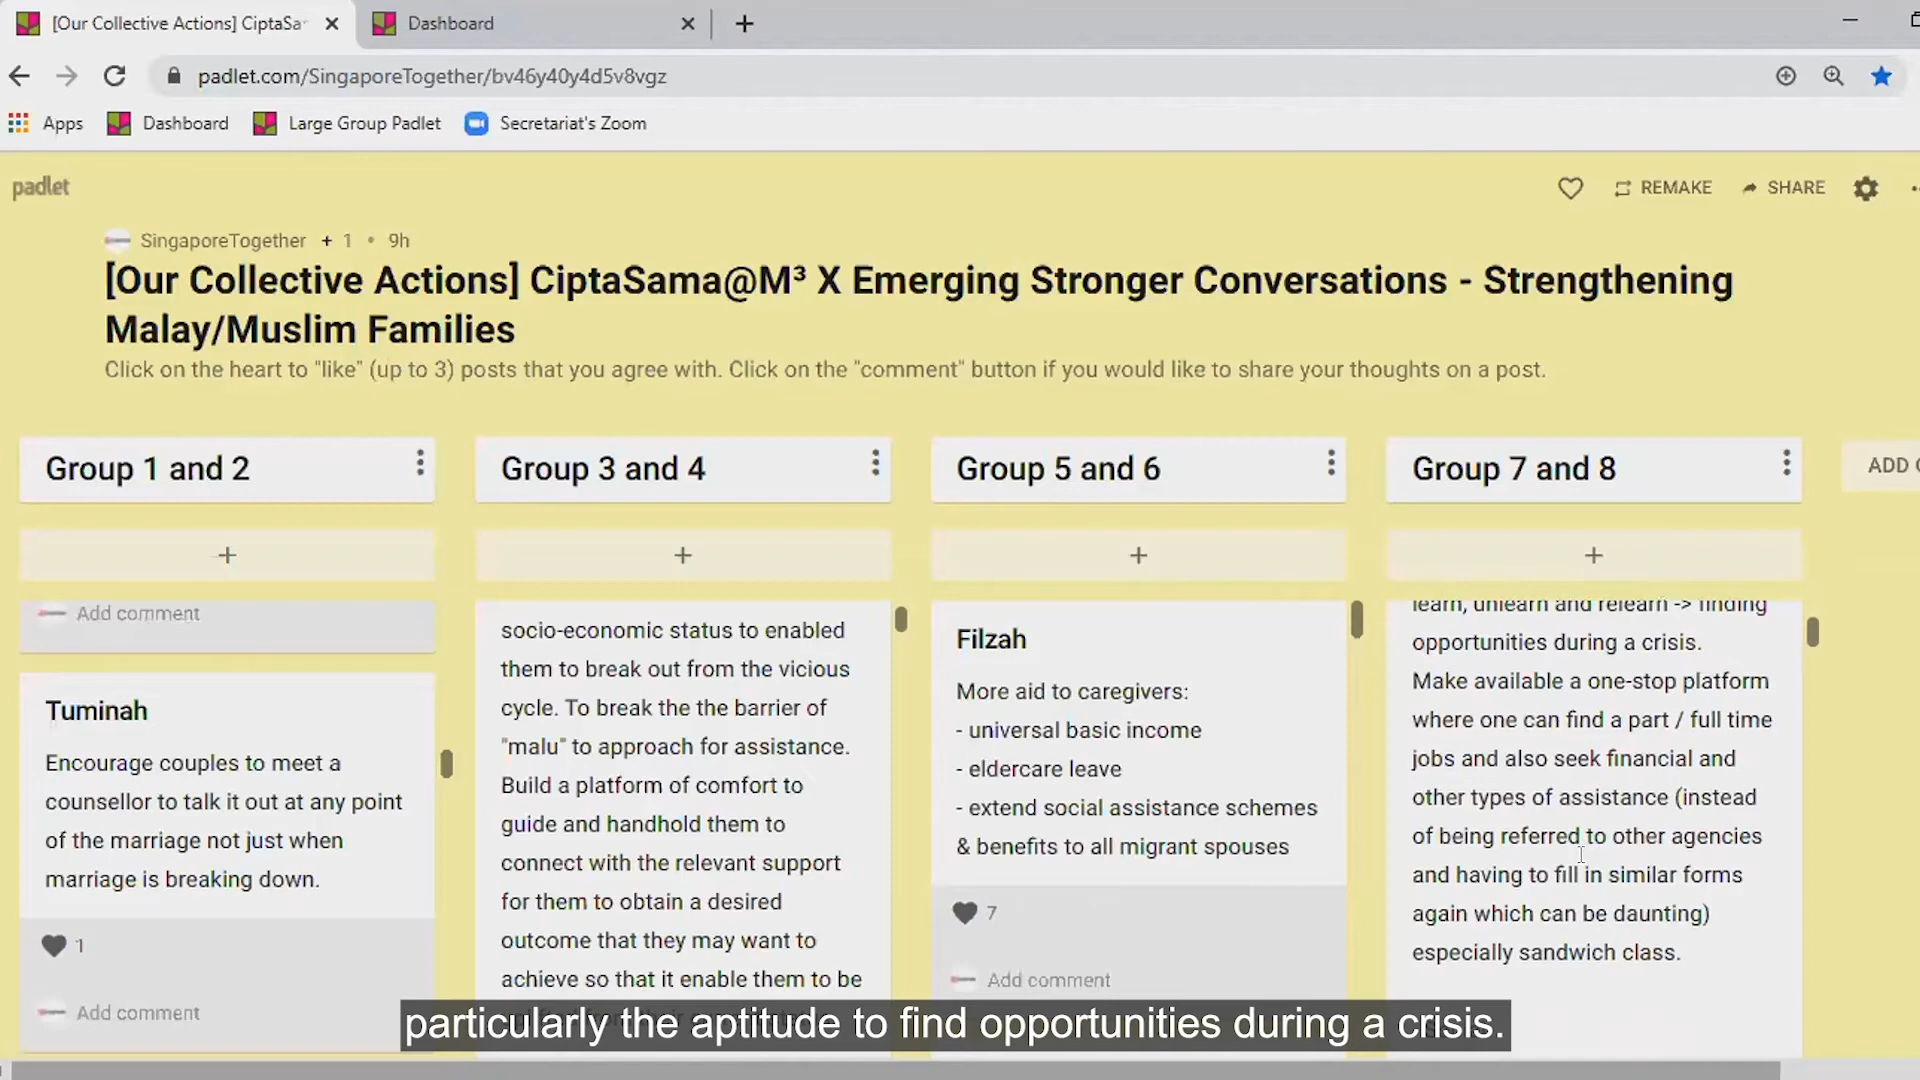 [Our Collective Actions] CiptaSa
Dashboard
padlet.com/SingaporeTogether/bv46y40y4d5v8vgz
Apps
Dashboard
Large Group Padlet
Secretariat's Zoom
padlet
REMAKE
SHARE
SingaporeTogether + 1 • 9h
[Our Collective Actions] CiptaSama@M³ X Emerging Stronger Conversations - Strengthening
Malay/Muslim Families
Click on the heart to "like" (up to 3) posts that you agree with. Click on the "comment" button if you would like to share your thoughts on a post.
Group 1 and 2
+
Add comment
Tuminah
Encourage couples to meet a
counsellor to talk it out at any point
of the marriage not just when
marriage is breaking down.
1
Add comment
Group 3 and 4
+
socio-economic status to enabled
them to break out from the vicious
cycle. To break the the barrier of
"malu" to approach for assistance.
Build a platform of comfort to
guide and handhold them to
connect with the relevant support
for them to obtain a desired
outcome that they may want to
achieve so that it enable them to be
Group 5 and 6
+
Filzah
More aid to caregivers:
- universal basic income
- eldercare leave
- extend social assistance schemes
& benefits to all migrant spouses
7
Add comment
Group 7 and 8
+
learn, unlearn and relearn -> finding
opportunities during a crisis.
Make available a one-stop platform
where one can find a part / full time
jobs and also seek financial and
other types of assistance (instead
of being referred to other agencies
and having to fill in similar forms
again which can be daunting)
especially sandwich class.
ADD
particularly the aptitude to find opportunities during a crisis.